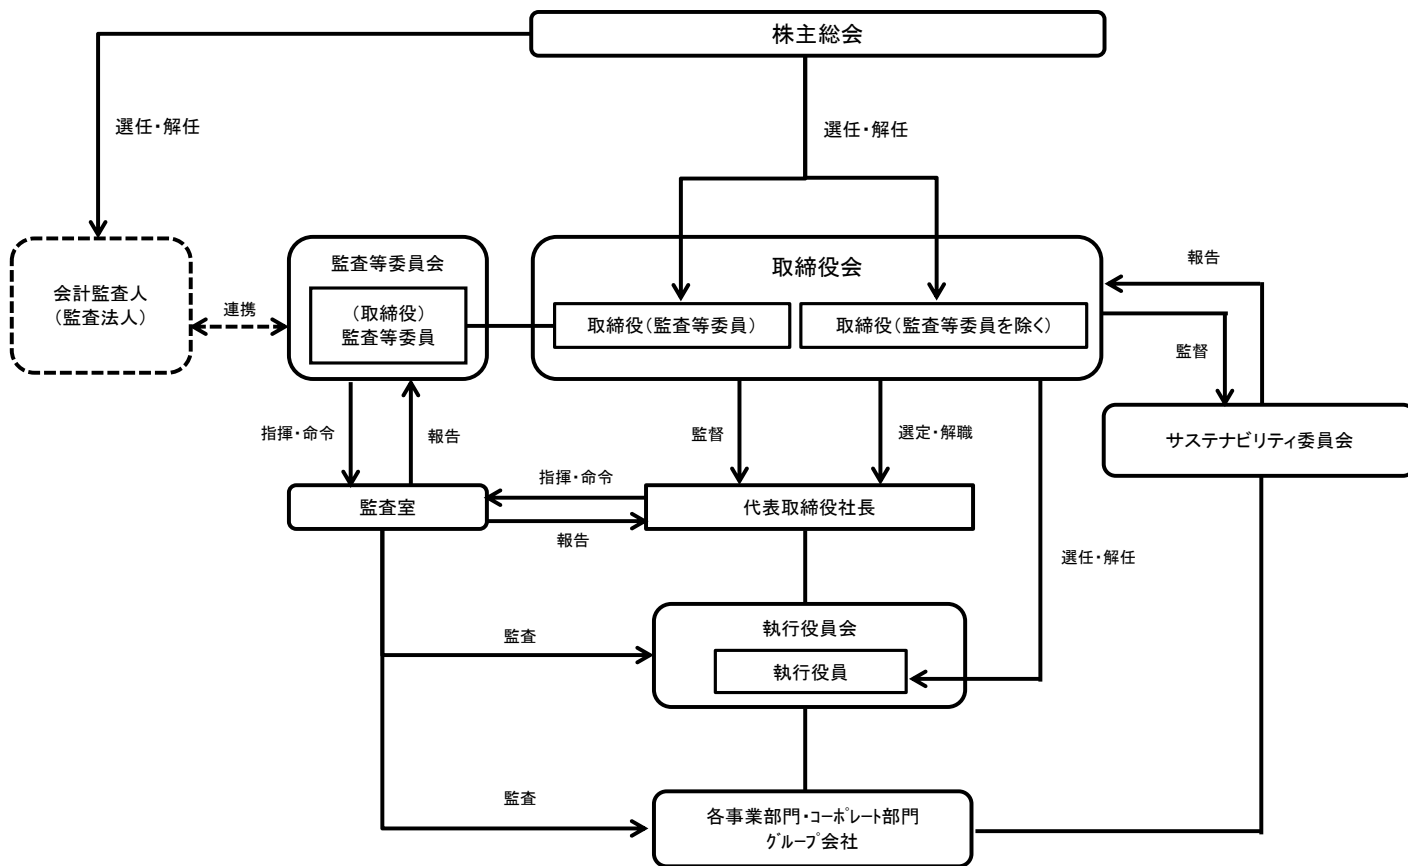 株主総会
選任・解任
選任・解任
監査等委員会
取締役会
報告
会計監査人
（監査法人）
連携
（取締役）
監査等委員
取締役（監査等委員）
取締役（監査等委員を除く）
監督
指揮・命令
報告
監督
選定・解職
サステナビリティ委員会
指揮・命令
監査室
代表取締役社長
報告
選任・解任
執行役員会
監査
執行役員
監査
各事業部門・コーポレート部門
グループ会社